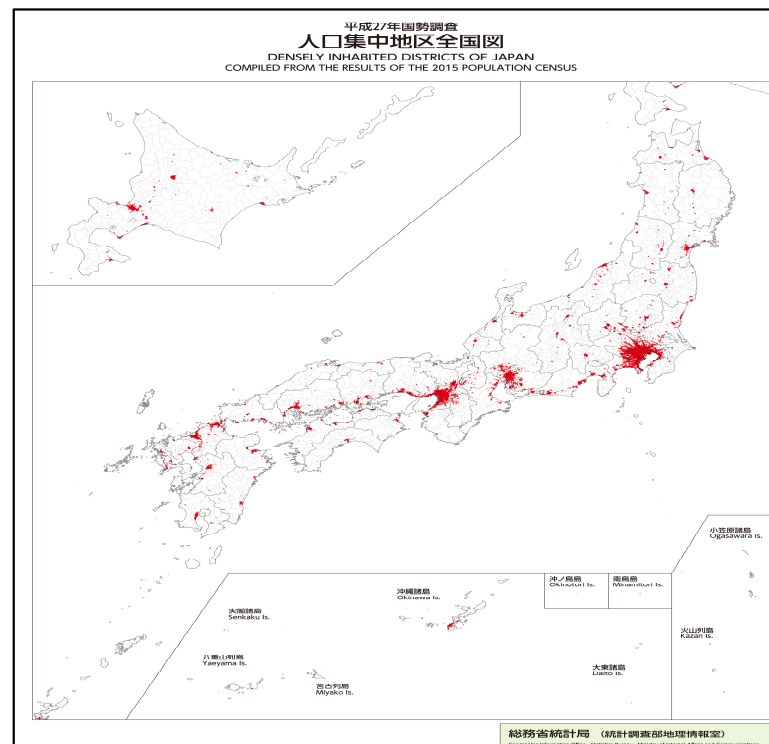 平成27年国勢調査
人口集中地区全国図
DENSELY INHABITED DISTRICTS OF JAPAN
COMPILED FROM THE RESULTS OF THE 2015 POPULATION CENSUS
小笠原諸島
Ogasawara Is.
沖ノ鳥島
Okinotori Is.
南鳥島
Minamitori Is.
沖縄諸島
Okinawa Is.
尖閣諸島
Senkaku Is.
火山列島
Kazan Is.
八重山列島
Yaeyama Is.
大東諸島
Daito Is.
宮古列島
Miyako Is.
総務省統計局 (統計調査部地理情報室)